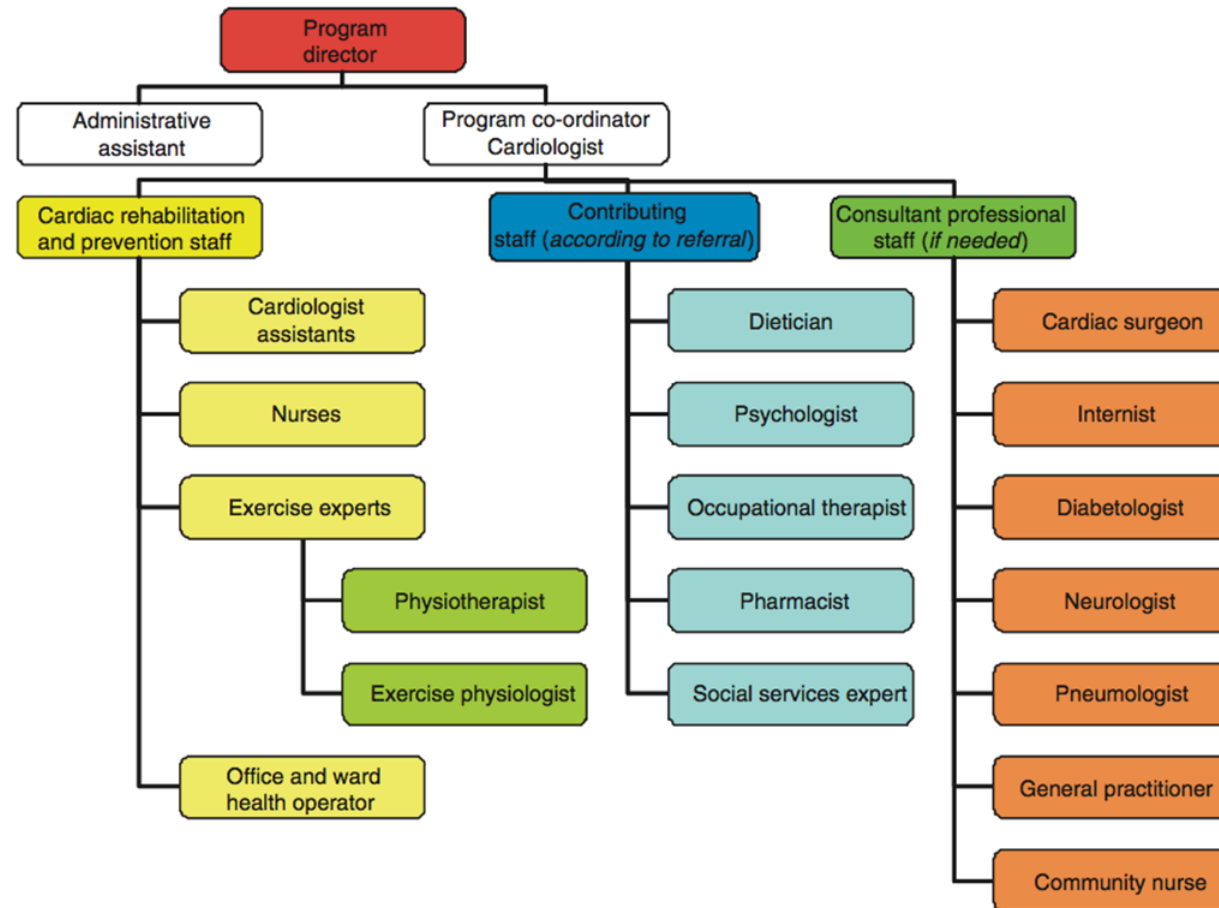 Program
director
Administrative
assistant
Program co-ordinator
Cardiologist
Cardiac rehabilitation
and prevention staff
Contributing
staff (according to referral)
Consultant professional
staff (if needed)
Cardiologist
assistants
Nurses
Exercise experts
Physiotherapist
Exercise physiologist
Office and ward
health operator
Dietician
Psychologist
Occupational therapist
Pharmacist
Social services expert
Cardiac surgeon
Internist
Diabetologist
Neurologist
Pneumologist
General practitioner
Community nurse